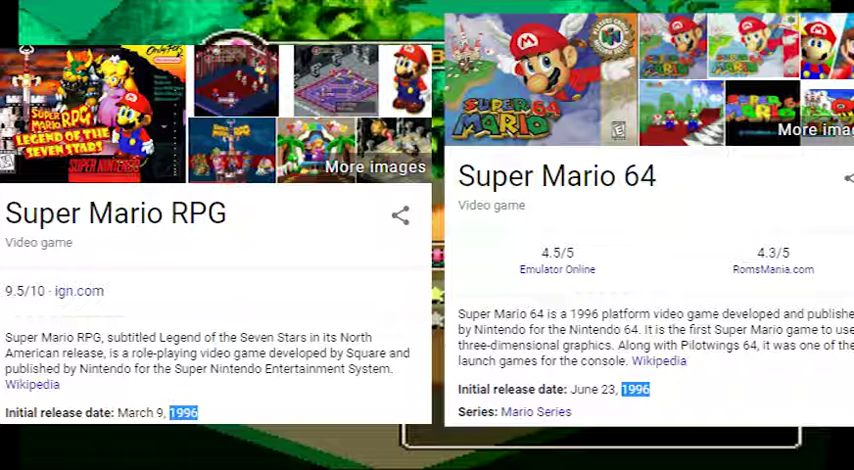 SUPER MARIO RPG
LEGEND OF THE SEVEN STARS
SUPER NINTENDO
More images
Super Mario RPG
Video game
9.5/10 · ign.com
Super Mario RPG, subtitled Legend of the Seven Stars in its North
American release, is a role-playing video game developed by Square and
published by Nintendo for the Super Nintendo Entertainment System.
Wikipedia
Initial release date: March 9, 1996
SUPER MARIO 64
More ima
Super Mario 64
Video game
4.5/5
Emulator Online
4.3/5
RomsMania.com
Super Mario 64 is a 1996 platform video game developed and publishe
by Nintendo for the Nintendo 64. It is the first Super Mario game to use
three-dimensional graphics. Along with Pilotwings 64, it was one of the
launch games for the console. Wikipedia
Initial release date: June 23, 1996
Series: Mario Series